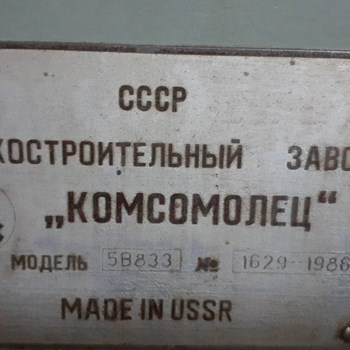 СССР
КОСТРОИТЕЛЬНЫЙ ЗАВО
„КОМСОМОЛЕЦ“
МОДЕЛЬ 5В833 № 1629-1986
MADE IN USSR